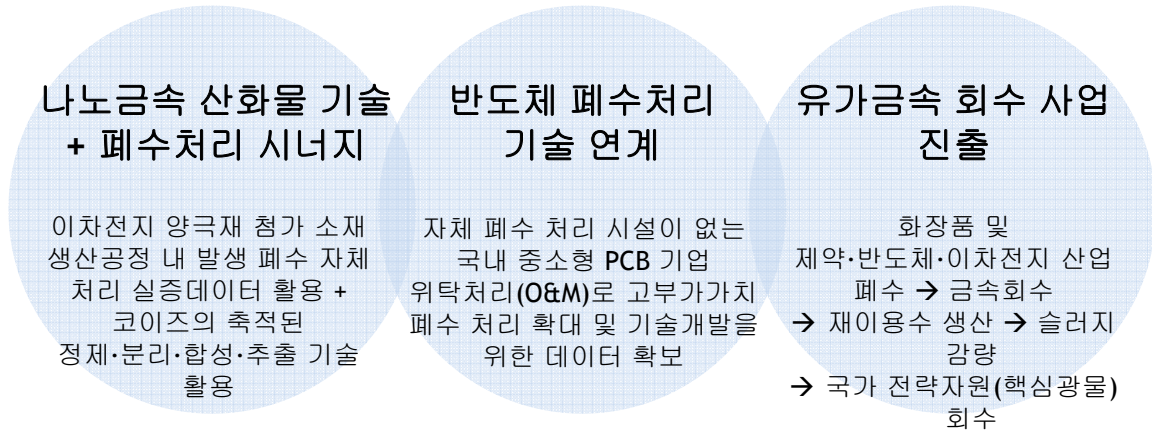 나노금속 산화물 기술
+ 폐수처리 시너지
이차전지 양극재 첨가 소재
생산공정 내 발생 폐수 자체
처리 실증데이터 활용 +
코이즈의 축적된
정제·분리·합성·추출 기술
활용
반도체 폐수처리
기술 연계
자체 폐수 처리 시설이 없는
국내 중소형 PCB 기업
위탁처리(O&M)로 고부가가치
폐수 처리 확대 및 기술개발을
위한 데이터 확보
유가금속 회수 사업
진출
화장품 및
제약·반도체·이차전지 산업
폐수 → 금속회수
→ 재이용수 생산 → 슬러지
감량
→ 국가 전략자원(핵심광물)
회수